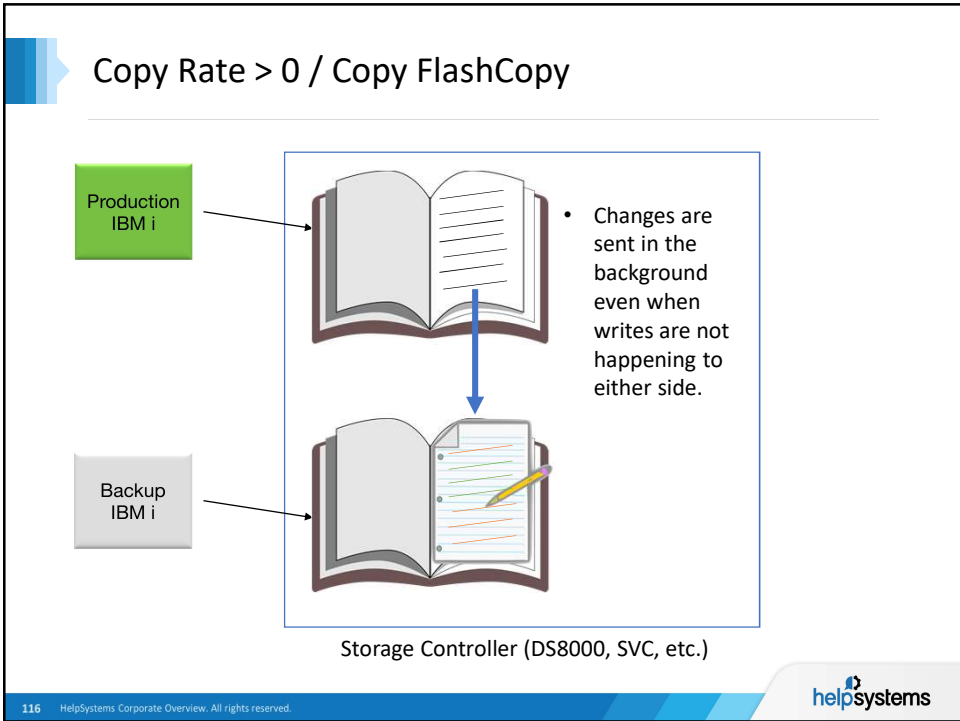 Copy Rate > 0 / Copy FlashCopy
Production
IBM i
• Changes are
sent in the
background
even when
writes are not
happening to
either side.
Backup
IBM i
Storage Controller (DS8000, SVC, etc.)
116 HelpSystems Corporate Overview. All rights reserved.
helpsystems